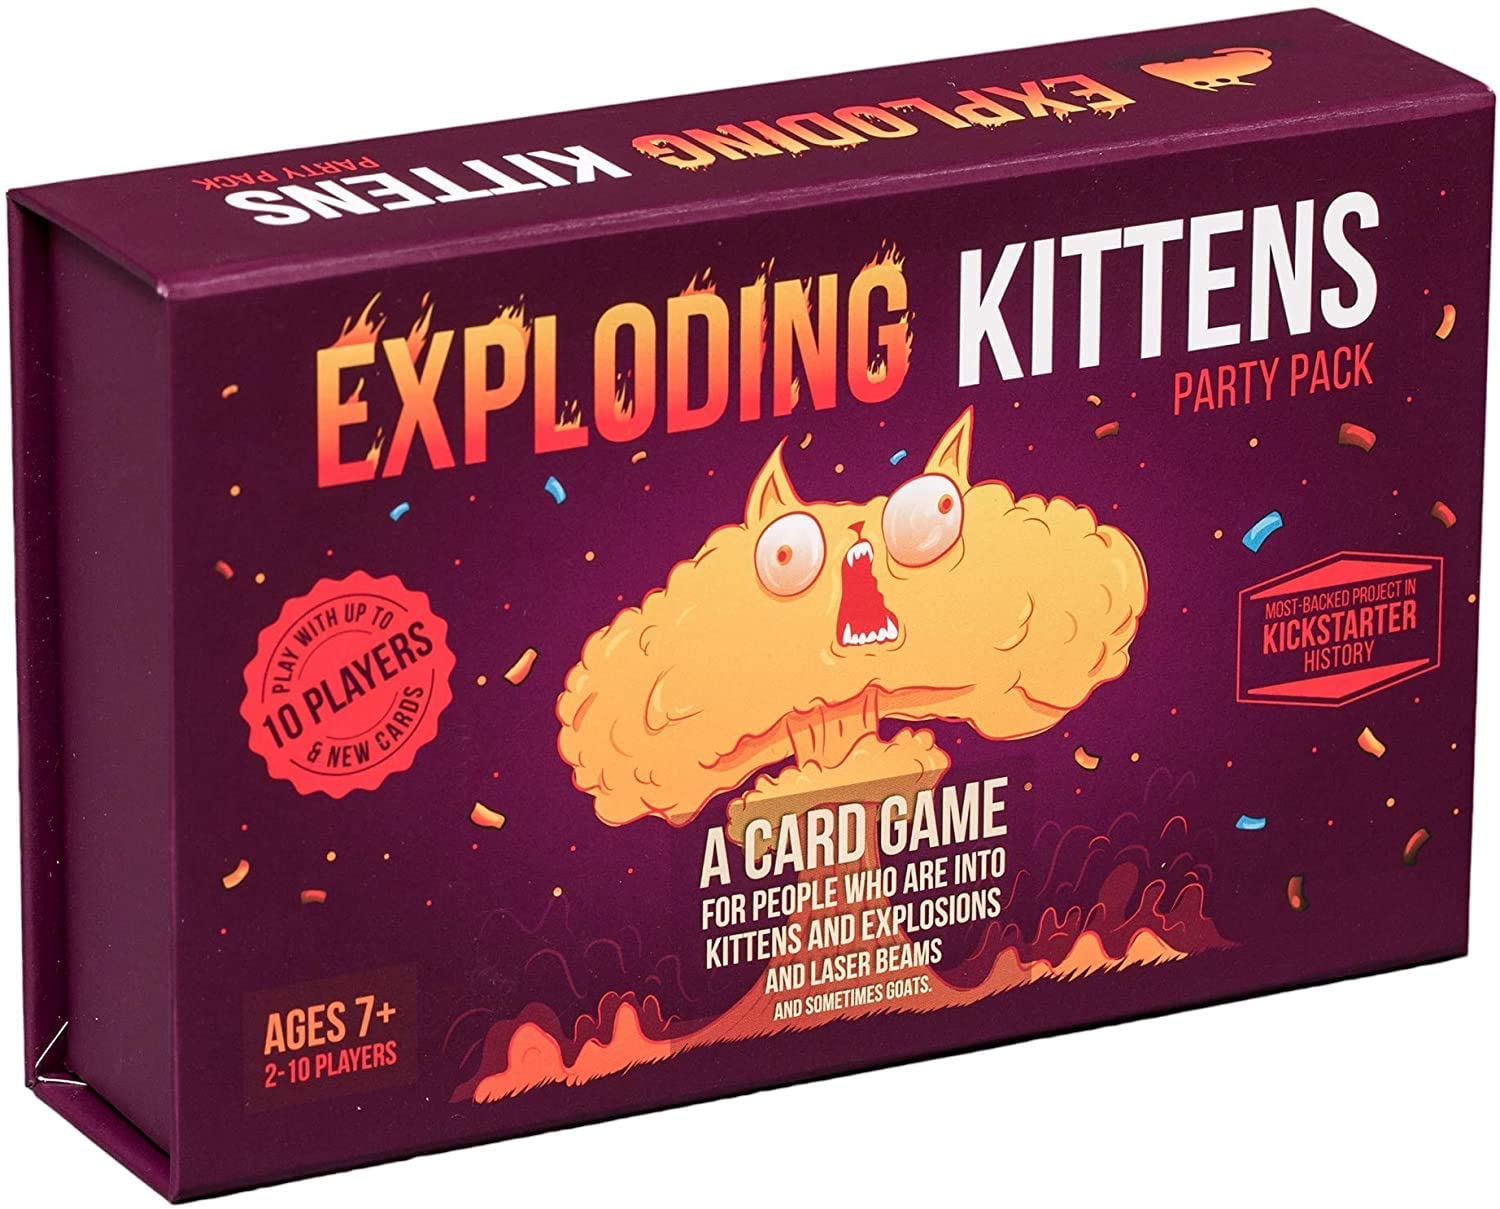 EXPLODING KITTENS
PARTY PACK
EXPLODING KITTENS
PARTY PACK
PLAY WITH UP TO
10 PLAYERS
& NEW CARDS
MOST-BACKED PROJECT IN
KICKSTARTER
HISTORY
A CARD GAME
FOR PEOPLE WHO ARE INTO
KITTENS AND EXPLOSIONS
AND LASER BEAMS
AND SOMETIMES GOATS.
AGES 7+
2-10 PLAYERS